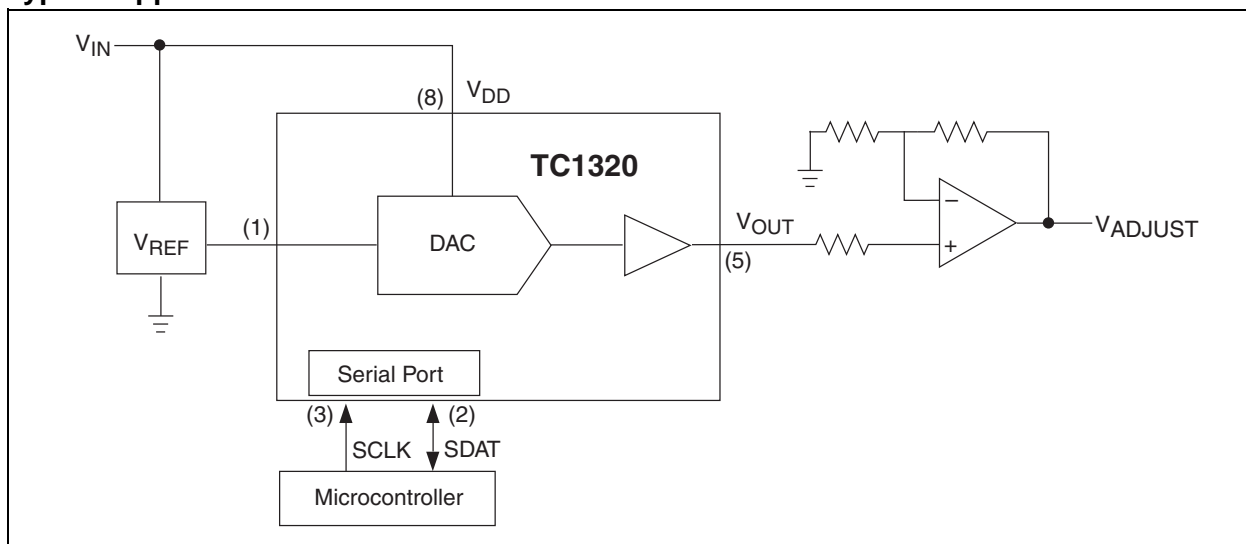 V_IN
(8)
V_DD
TC1320
V_REF
(1)
DAC
V_OUT
(5)
−
+
V_ADJUST
Serial Port
(3)
(2)
SCLK
SDAT
Microcontroller